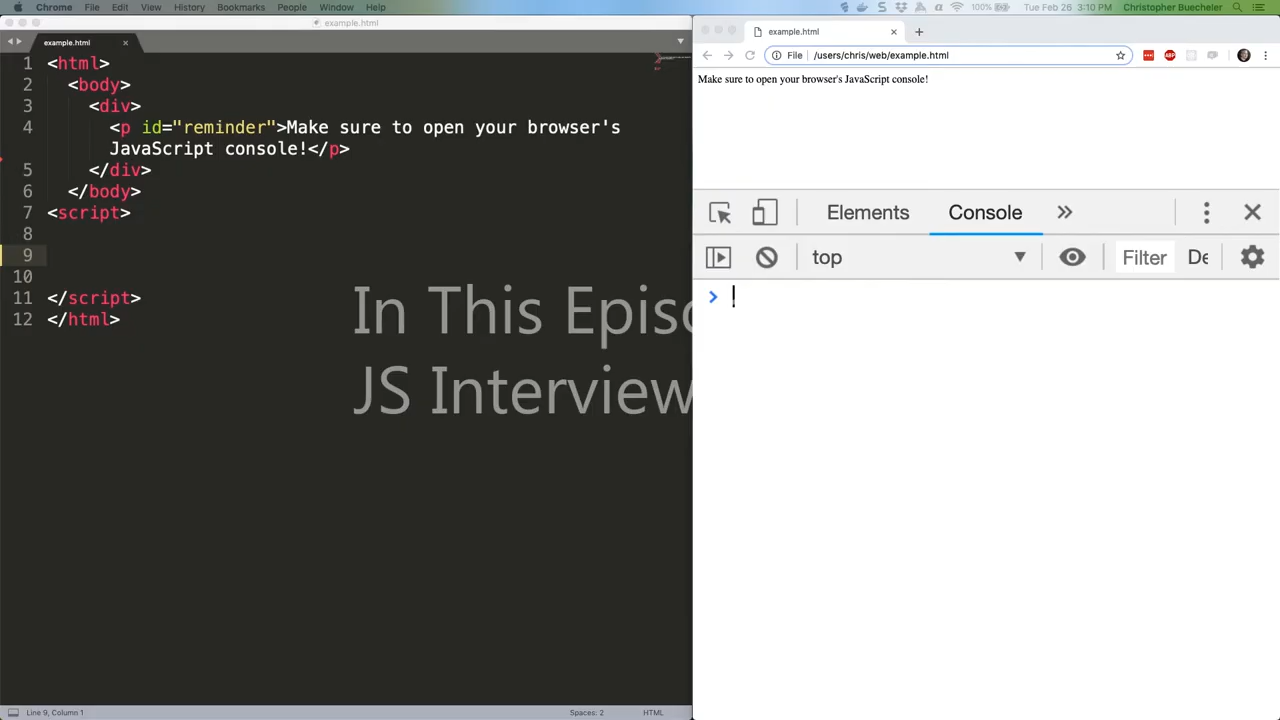 Chrome File Edit View History Bookmarks People Window Help
100% Tue Feb 26 3:10 PM Christopher Buechler
example.html
example.html ×
1 <html>
2 <body>
3 <div>
4 <p id="reminder">Make sure to open your browser's
JavaScript console!</p>
5 </div>
6 </body>
7 <script>
8
9
10
11 </script>
12 </html>
Line 9, Column 1
Spaces: 2
HTML
example.html × +
File /users/chris/web/example.html
ABP
Make sure to open your browser's JavaScript console!
Elements Console »
top ▼ Filter De
>
In This Episo
JS Interview